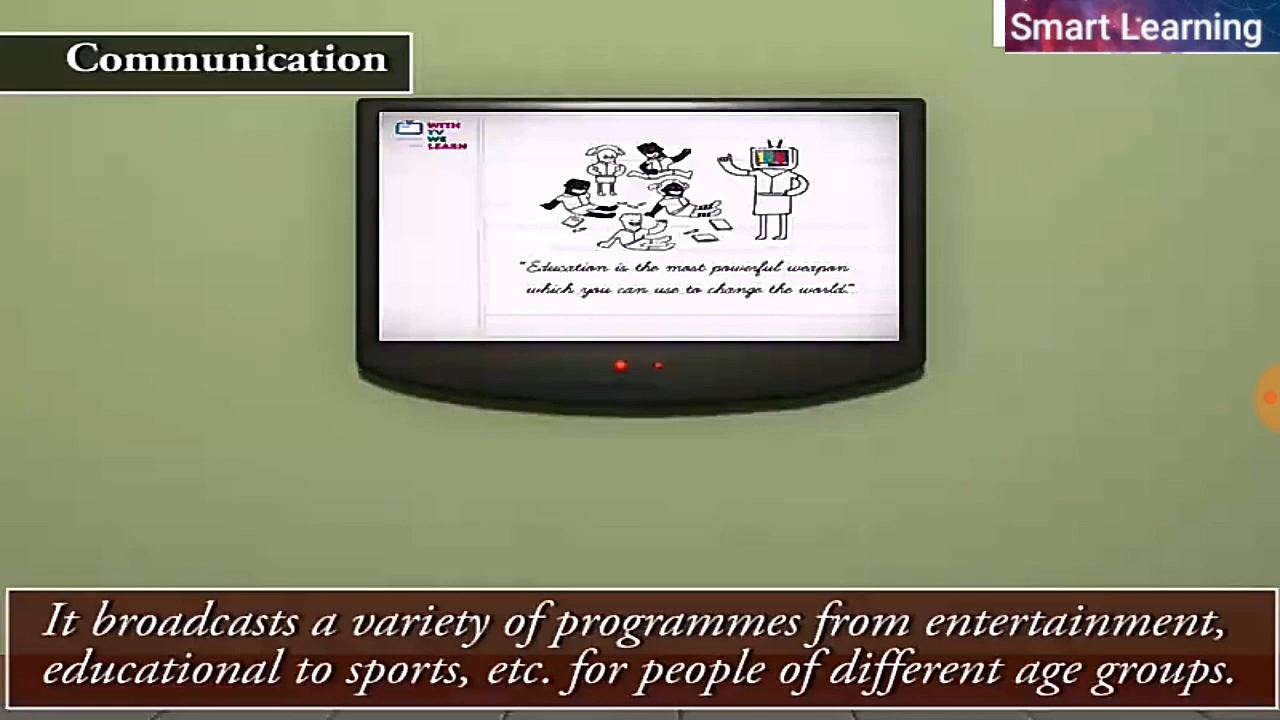 Smart Learning
Communication
WITH
TV
WE
LEARN
"Education is the most powerful weapon
which you can use to change the world."
It broadcasts a variety of programmes from entertainment,
educational to sports, etc. for people of different age groups.